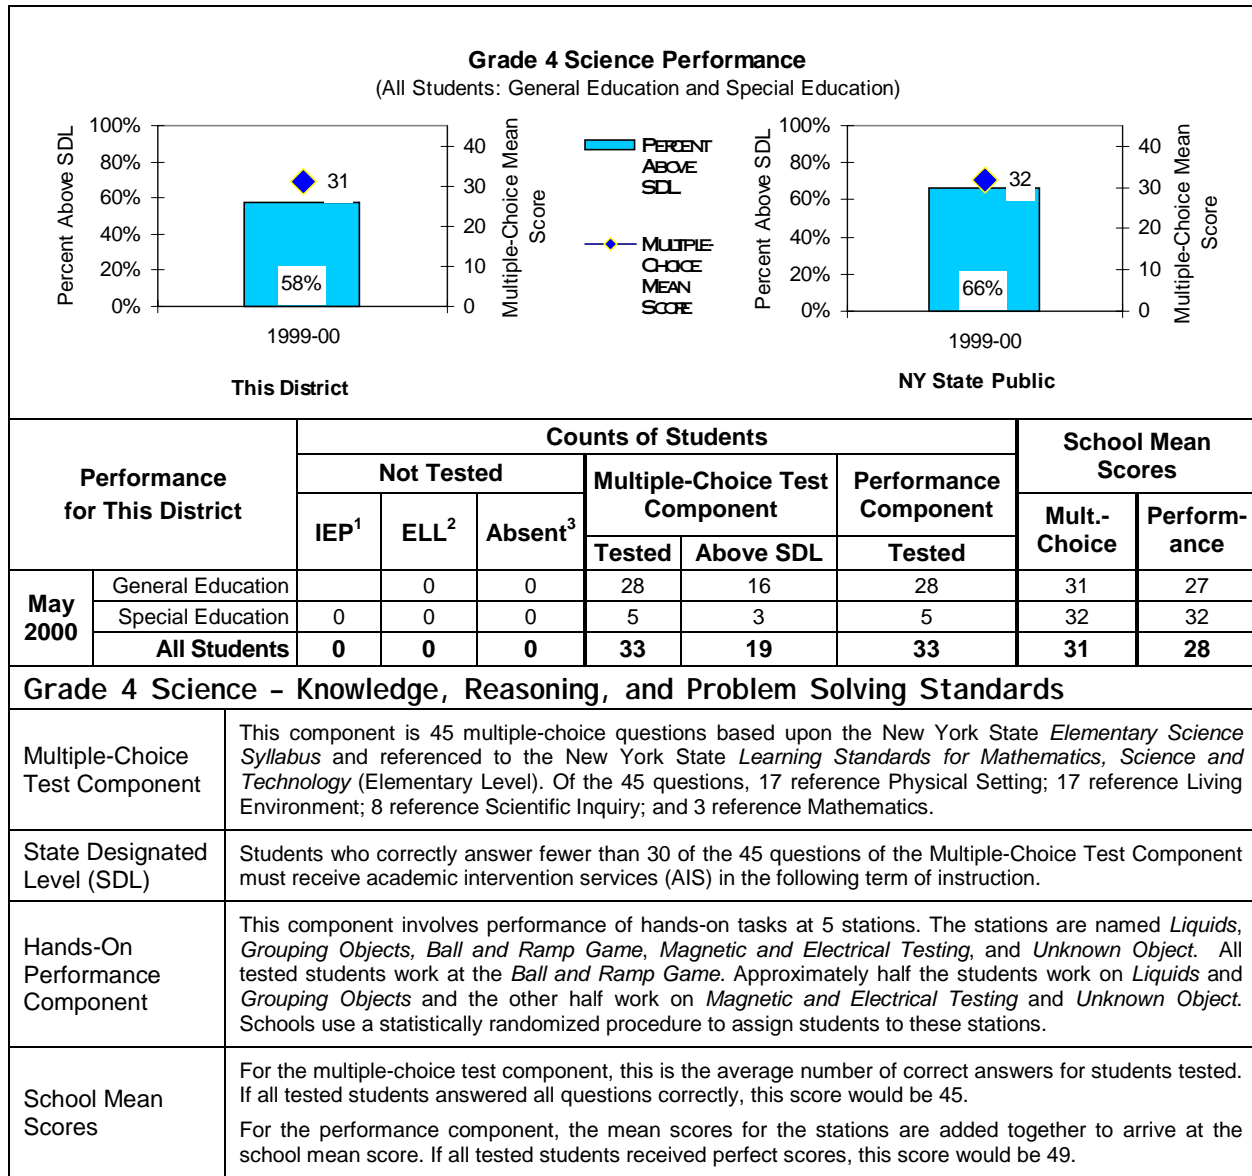 Grade 4 Science Performance
(All Students: General Education and Special Education)
Percent Above SDL
100%
80%
60%
40%
20%
0%
31
58%
1999-00
40
30
20
10
0
Multiple-Choice Mean Score
This District
PERCENT
ABOVE
SDL
MULTIPLE-
CHOICE
MEAN
SCORE
Percent Above SDL
100%
80%
60%
40%
20%
0%
32
66%
1999-00
40
30
20
10
0
Multiple-Choice Mean Score
NY State Public
Performance
for This District
Counts of Students
School Mean
Scores
Not Tested
Multiple-Choice Test
Component
Performance
Component
IEP1 ELL2 Absent3
Mult.-
Choice
Perform-
ance
Tested Above SDL Tested
May
2000
General Education 0 0 28 16 28 31 27
Special Education 0 0 0 5 3 5 32 32
All Students 0 0 0 33 19 33 31 28
Grade 4 Science – Knowledge, Reasoning, and Problem Solving Standards
Multiple-Choice
Test Component
This component is 45 multiple-choice questions based upon the New York State Elementary Science
Syllabus and referenced to the New York State Learning Standards for Mathematics, Science and
Technology (Elementary Level). Of the 45 questions, 17 reference Physical Setting; 17 reference Living
Environment; 8 reference Scientific Inquiry; and 3 reference Mathematics.
State Designated
Level (SDL)
Students who correctly answer fewer than 30 of the 45 questions of the Multiple-Choice Test Component
must receive academic intervention services (AIS) in the following term of instruction.
Hands-On
Performance
Component
This component involves performance of hands-on tasks at 5 stations. The stations are named Liquids,
Grouping Objects, Ball and Ramp Game, Magnetic and Electrical Testing, and Unknown Object. All
tested students work at the Ball and Ramp Game. Approximately half the students work on Liquids and
Grouping Objects and the other half work on Magnetic and Electrical Testing and Unknown Object.
Schools use a statistically randomized procedure to assign students to these stations.
School Mean
Scores
For the multiple-choice test component, this is the average number of correct answers for students tested.
If all tested students answered all questions correctly, this score would be 45.
For the performance component, the mean scores for the stations are added together to arrive at the
school mean score. If all tested students received perfect scores, this score would be 49.